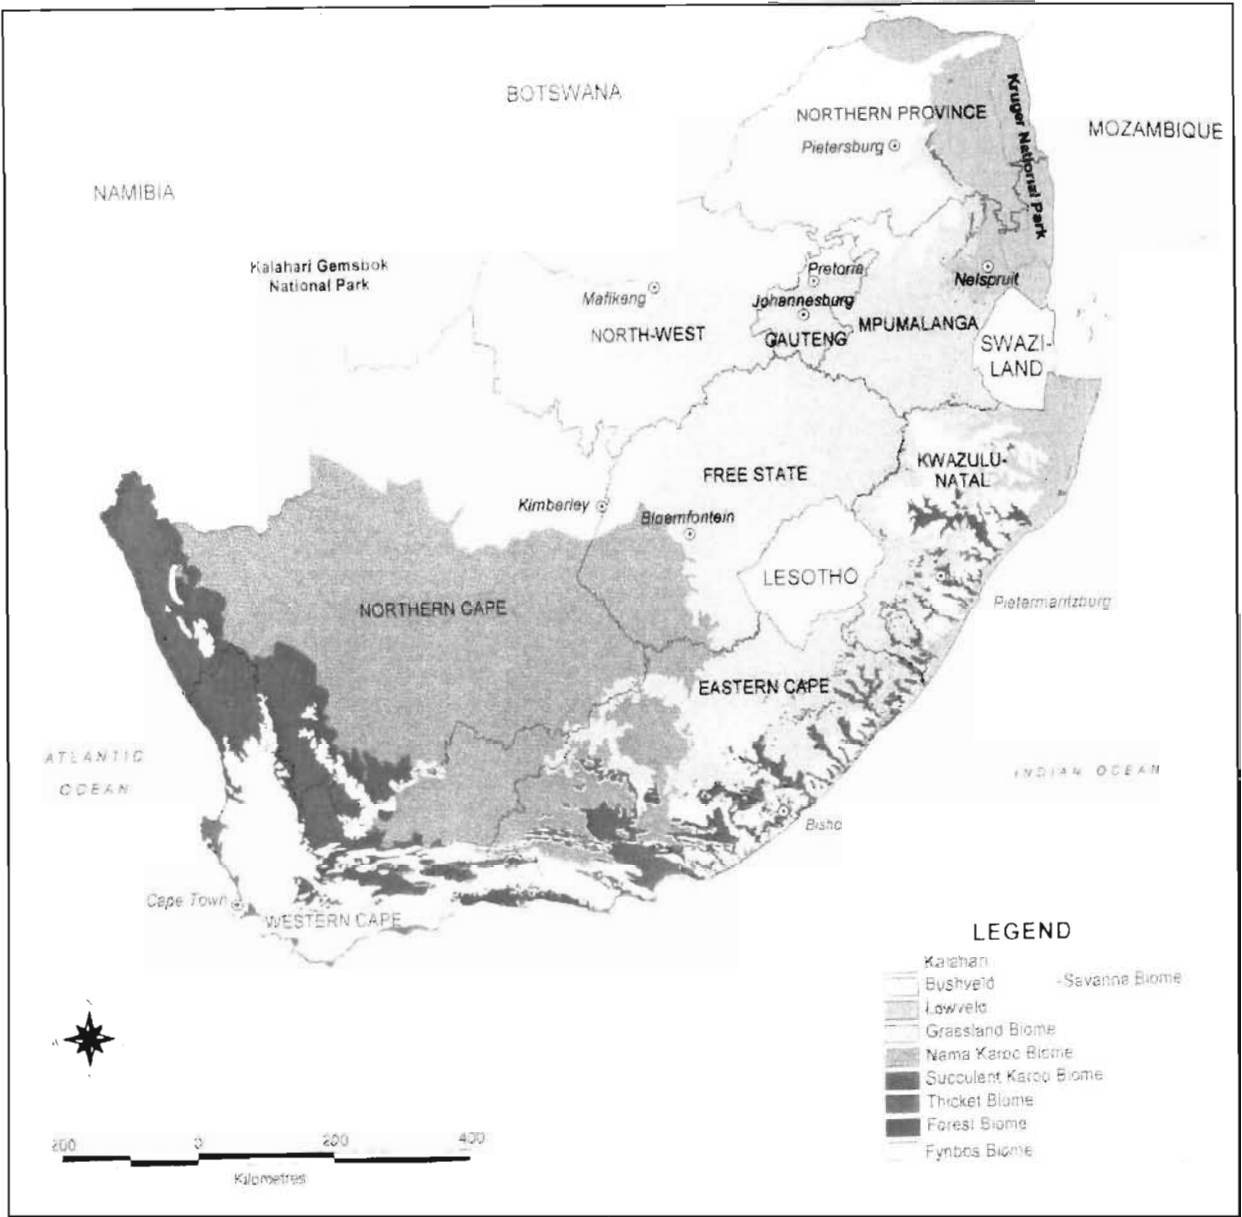 BOTSWANA
NORTHERN PROVINCE
Pietersburg
Kruger National Park
MOZAMBIQUE
NAMIBIA
Kalahari Gemsbok
National Park
Mafikeng
NORTH-WEST
Pretoria
Johannesburg
GAUTENG
MPUMALANGA
Nelspruit
SWAZI-
LAND
FREE STATE
KWAZULU-
NATAL
Kimberley
Bloemfontein
LESOTHO
Pietermaritzburg
NORTHERN CAPE
EASTERN CAPE
ATLANTIC
OCEAN
INDIAN OCEAN
Bisho
Cape Town
WESTERN CAPE
LEGEND
Kalahari
Bushveld -Savanna Biome
Lowveld
Grassland Biome
Nama Karoo Biome
Succulent Karoo Biome
Thicket Biome
Forest Biome
Fynbos Biome
200 0 200 400
Kilometres